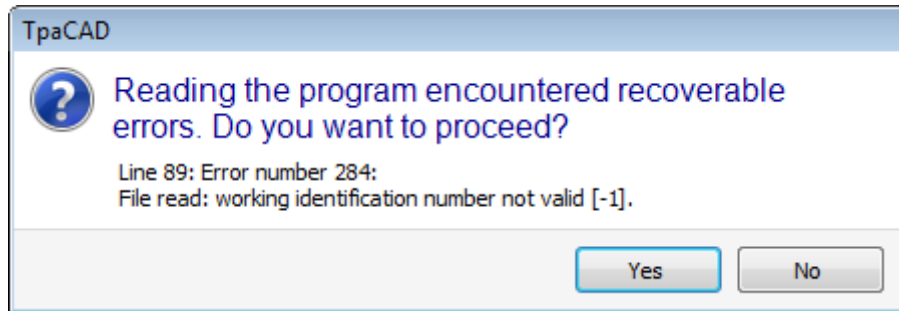 TpaCAD
Reading the program encountered recoverable
errors. Do you want to proceed?
Line 89: Error number 284:
File read: working identification number not valid [-1].
Yes
No